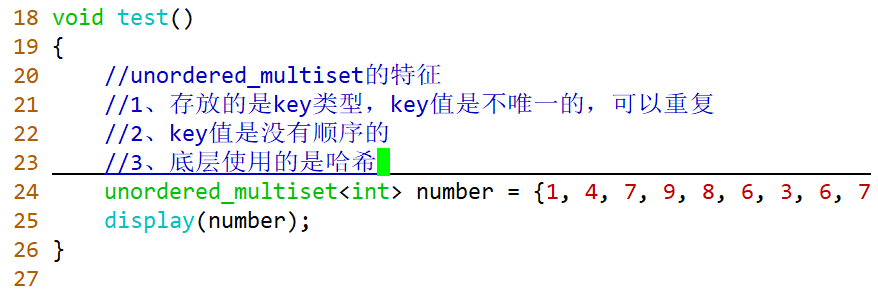 18 void test()
19 {
20     //unordered_multiset的特征
21     //1、存放的是key类型，key值是不唯一的，可以重复
22     //2、key值是没有顺序的
23     //3、底层使用的是哈希
24     unordered_multiset<int> number = {1, 4, 7, 9, 8, 6, 3, 6, 7
25     display(number);
26 }
27